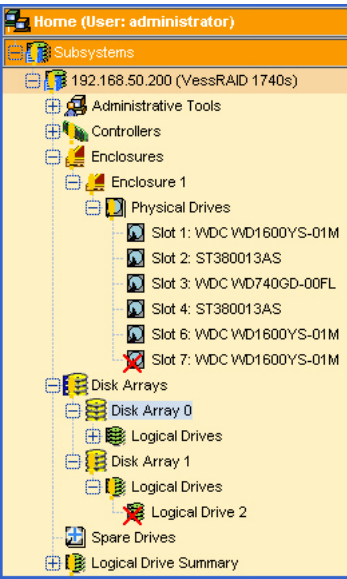 Home (User: administrator)
Subsystems
192.168.50.200 (VessRAID 1740s)
Administrative Tools
Controllers
Enclosures
Enclosure 1
Physical Drives
Slot 1: WDC WD1600YS-01M
Slot 2: ST380013AS
Slot 3: WDC WD740GD-00FL
Slot 4: ST380013AS
Slot 6: WDC WD1600YS-01M
Slot 7: WDC WD1600YS-01M
Disk Arrays
Disk Array 0
Logical Drives
Disk Array 1
Logical Drives
Logical Drive 2
Spare Drives
Logical Drive Summary